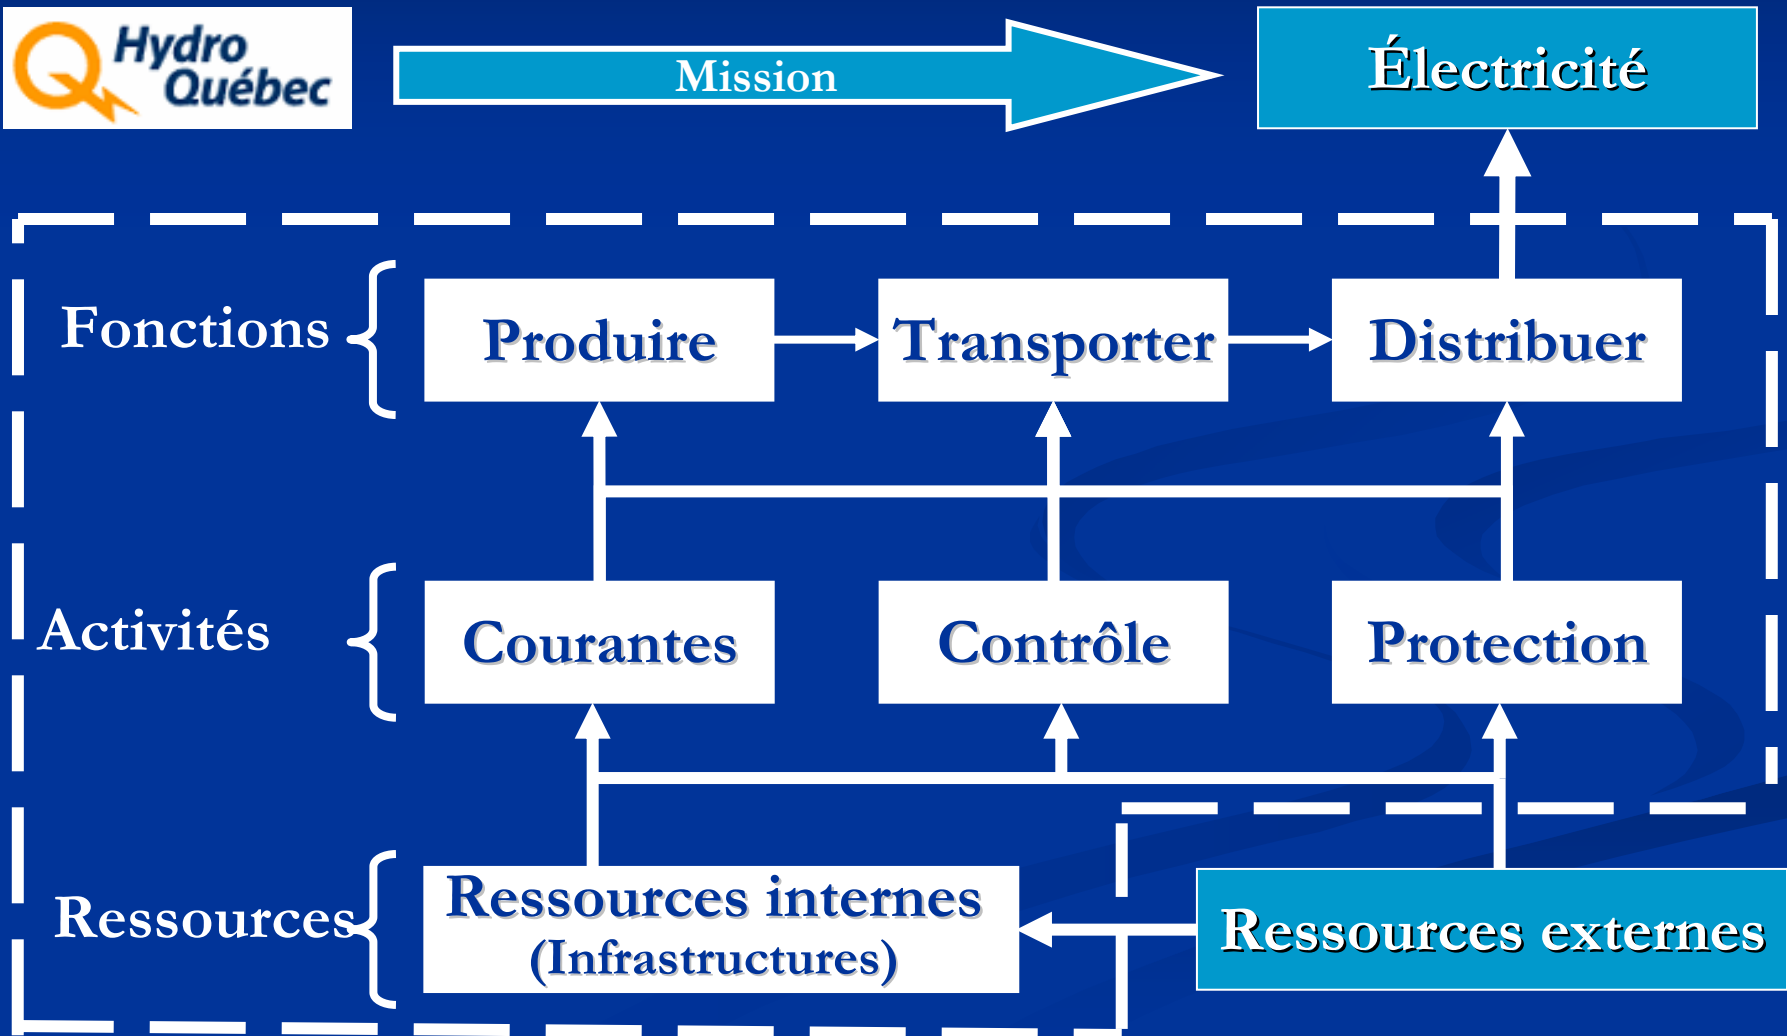 Hydro
Québec
Mission
Électricité
Fonctions
Produire
Transporter
Distribuer
Activités
Courantes
Contrôle
Protection
Ressources
Ressources internes
(Infrastructures)
Ressources externes